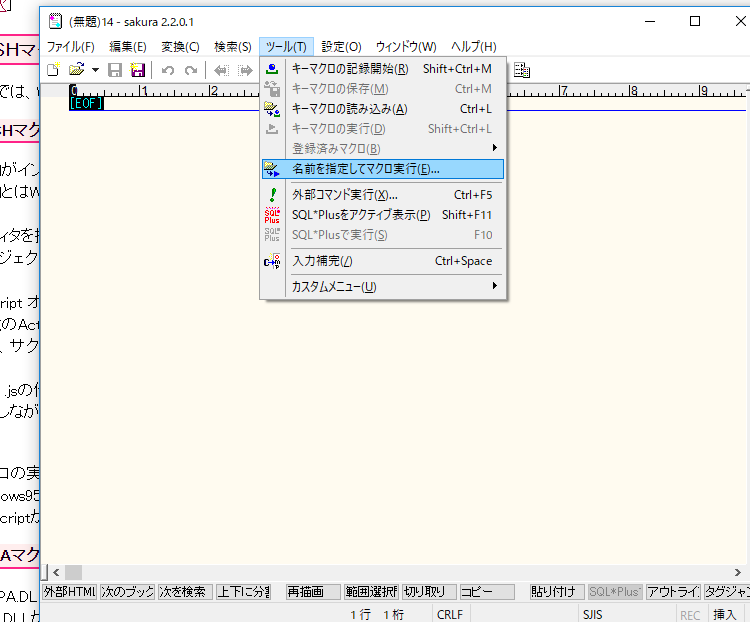 (無題)14 - sakura 2.2.0.1
ファイル(F) 編集(E) 変換(C) 検索(S) ツール(T) 設定(O) ウィンドウ(W) ヘルプ(H)
キーマクロの記録開始(R) Shift+Ctrl+M
キーマクロの保存(M) Ctrl+M
キーマクロの読み込み(A) Ctrl+L
キーマクロの実行(D) Shift+Ctrl+L
登録済みマクロ(B)
名前を指定してマクロ実行(E)...
外部コマンド実行(X)... Ctrl+F5
SQL*Plusをアクティブ表示(P) Shift+F11
SQL*Plusで実行(S) F10
入力補完(/) Ctrl+Space
カスタムメニュー(U)
0 1 2 7 8 9
[EOF]
SHマ
では、
SHマク
がイン
とはW
ィタを
ジェク
ript オ
のAct
、サク
.jsの
しなが
コの実
ows95
criptが
Aマク
PA.DL
.DLLが
外部HTML 次のブック 次を検索 上下に分割 再描画 範囲選択 切り取り コピー 貼り付け SQL*Plus アウトライ タグジャン
1 行 1 桁 CRLF SJIS REC 挿入